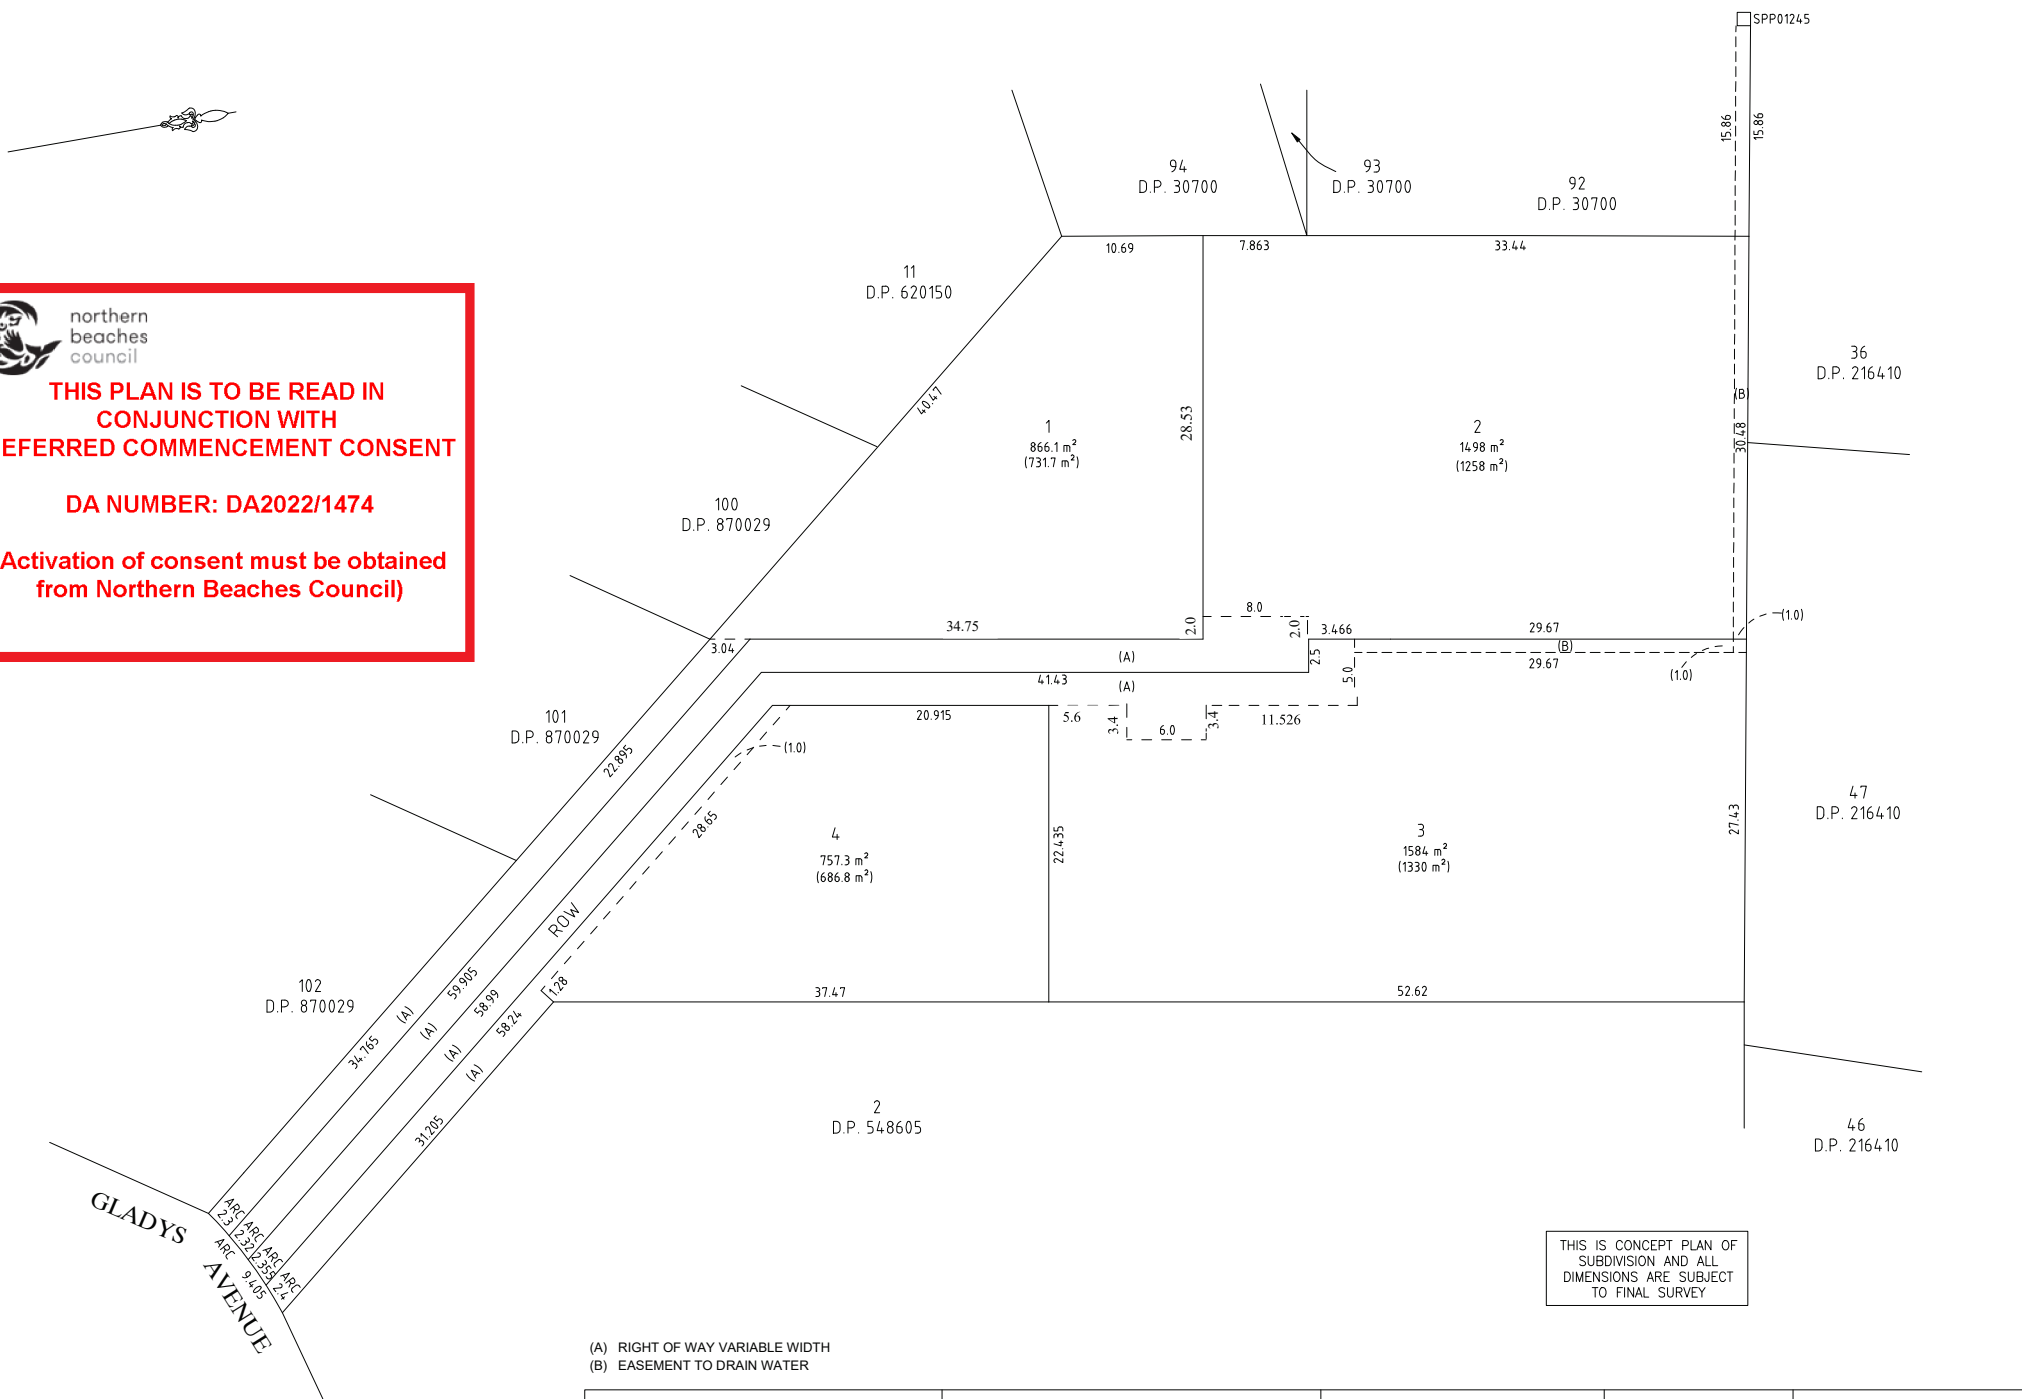 SPP01245
15.86
15.86
94
D.P. 30700
93
D.P. 30700
92
D.P. 30700
10.69
7.863
33.44
11
D.P. 620150
northern
beaches
council
THIS PLAN IS TO BE READ IN
CONJUNCTION WITH
EFERRED COMMENCEMENT CONSENT
DA NUMBER: DA2022/1474
Activation of consent must be obtained
from Northern Beaches Council)
36
D.P. 216410
(B)
40.47
28.53
30.48
1
866.1 m²
(731.7 m²)
2
1498 m²
(1258 m²)
100
D.P. 870029
8.0
2.0
2.0
34.75
3.466
29.67
(1.0)
3.04
(A)
2.5
(B)
29.67
(1.0)
5.0
41.43
(A)
101
D.P. 870029
20.915
5.6
3.4
6.0
3.4
11.526
(1.0)
22.895
28.65
4
757.3 m²
(686.8 m²)
22.435
3
1584 m²
(1330 m²)
27.43
47
D.P. 216410
ROW
102
D.P. 870029
1.28
37.47
52.62
59.905
58.99
58.24
(A)
(A)
(A)
(A)
34.765
31.205
2
D.P. 548605
46
D.P. 216410
GLADYS
AVENUE
ARC
2.3
ARC
2.32
ARC
2.355
ARC
2.4
ARC
9.405
THIS IS CONCEPT PLAN OF
SUBDIVISION AND ALL
DIMENSIONS ARE SUBJECT
TO FINAL SURVEY
(A) RIGHT OF WAY VARIABLE WIDTH
(B) EASEMENT TO DRAIN WATER